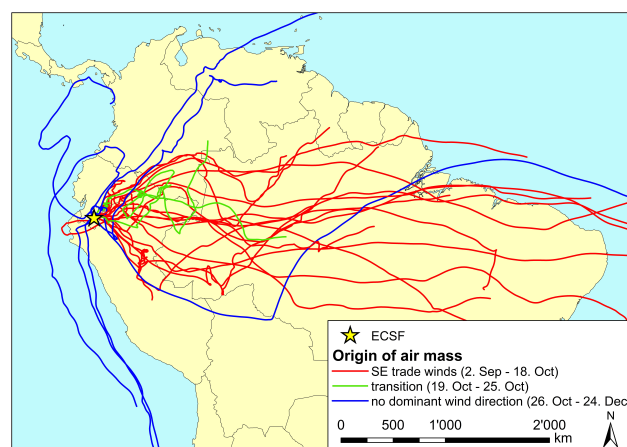 ECSF
Origin of air mass
SE trade winds (2. Sep - 18. Oct)
transition (19. Oct - 25. Oct)
no dominant wind direction (26. Oct - 24. Dec
N
0 500 1'000 2'000
km